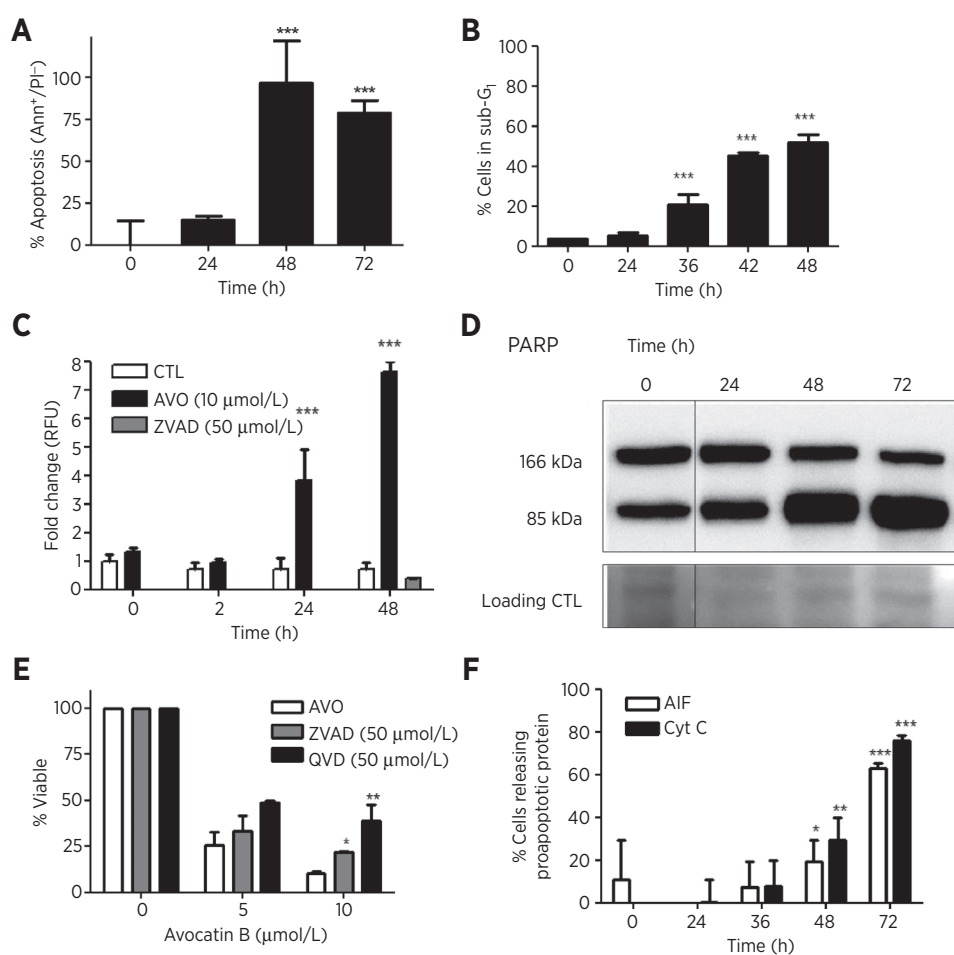 A
% Apoptosis (Ann⁺/PI⁻)
100
75
50
25
0
***
***
0 24 48 72
Time (h)
B
% Cells in sub-G₁
100
80
60
40
20
0
***
***
***
0 24 36 42 48
Time (h)
C
Fold change (RFU)
8
7
6
5
4
3
2
1
0
CTL
AVO (10 μmol/L)
ZVAD (50 μmol/L)
***
***
0 2 24 48
Time (h)
D
PARP Time (h)
0 24 48 72
166 kDa
85 kDa
Loading CTL
E
% Viable
100
75
50
25
0
AVO
ZVAD (50 μmol/L)
QVD (50 μmol/L)
*
**
0 5 10
Avocatin B (μmol/L)
F
% Cells releasing
proapoptotic protein
100
80
60
40
20
0
AIF
Cyt C
*
**
***
***
0 24 36 48 72
Time (h)